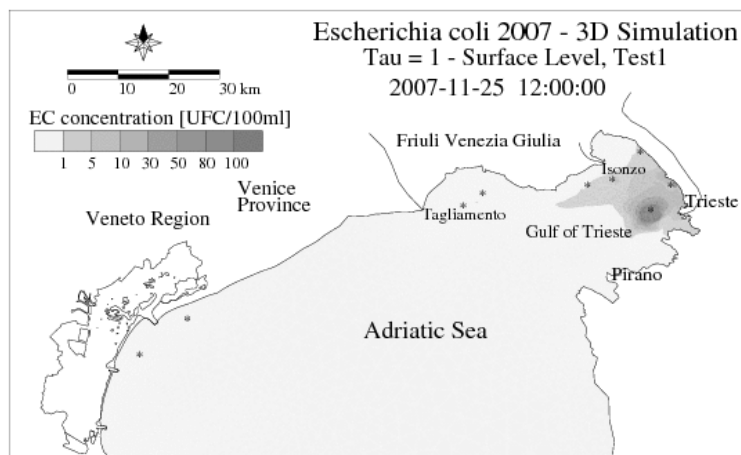 Escherichia coli 2007 - 3D Simulation
Tau = 1 - Surface Level, Test1
2007-11-25 12:00:00
0 10 20 30 km
EC concentration [UFC/100ml]
1 5 10 30 50 80 100
Friuli Venezia Giulia
Isonzo
Venice
Province
Trieste
Tagliamento
Veneto Region
Gulf of Trieste
Pirano
Adriatic Sea